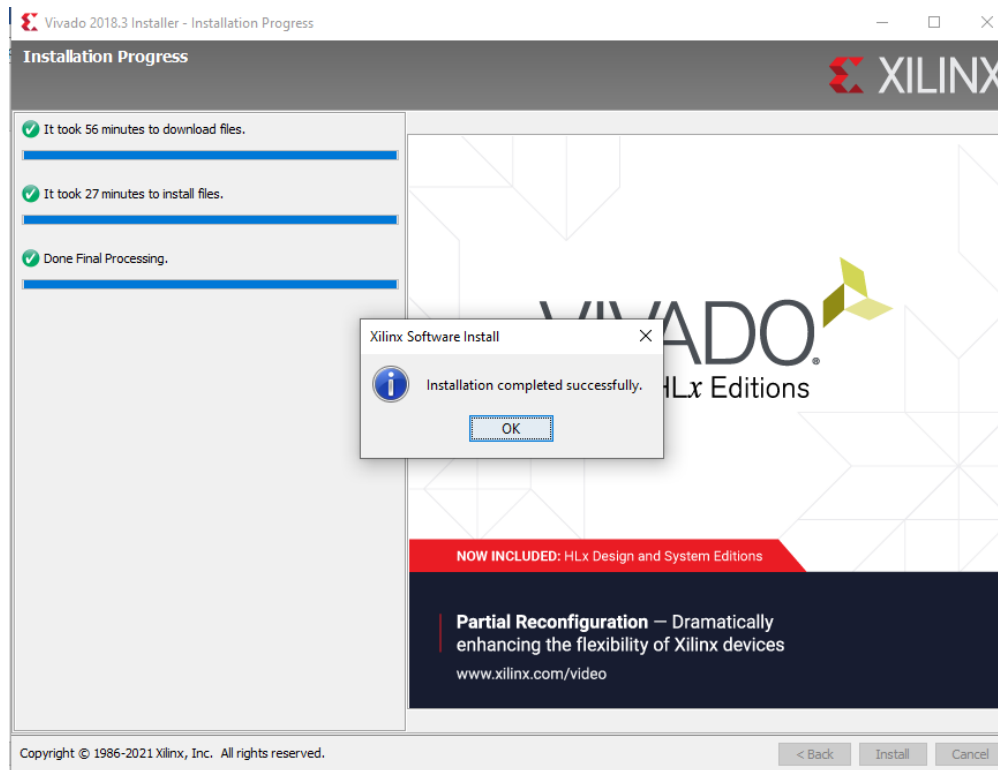 Vivado 2018.3 Installer - Installation Progress
Installation Progress
XILINX
It took 56 minutes to download files.
It took 27 minutes to install files.
Done Final Processing.
VIVADO
HLx Editions
Xilinx Software Install
Installation completed successfully.
OK
NOW INCLUDED: HLx Design and System Editions
Partial Reconfiguration — Dramatically
enhancing the flexibility of Xilinx devices
www.xilinx.com/video
Copyright © 1986-2021 Xilinx, Inc. All rights reserved.
< Back
Install
Cancel